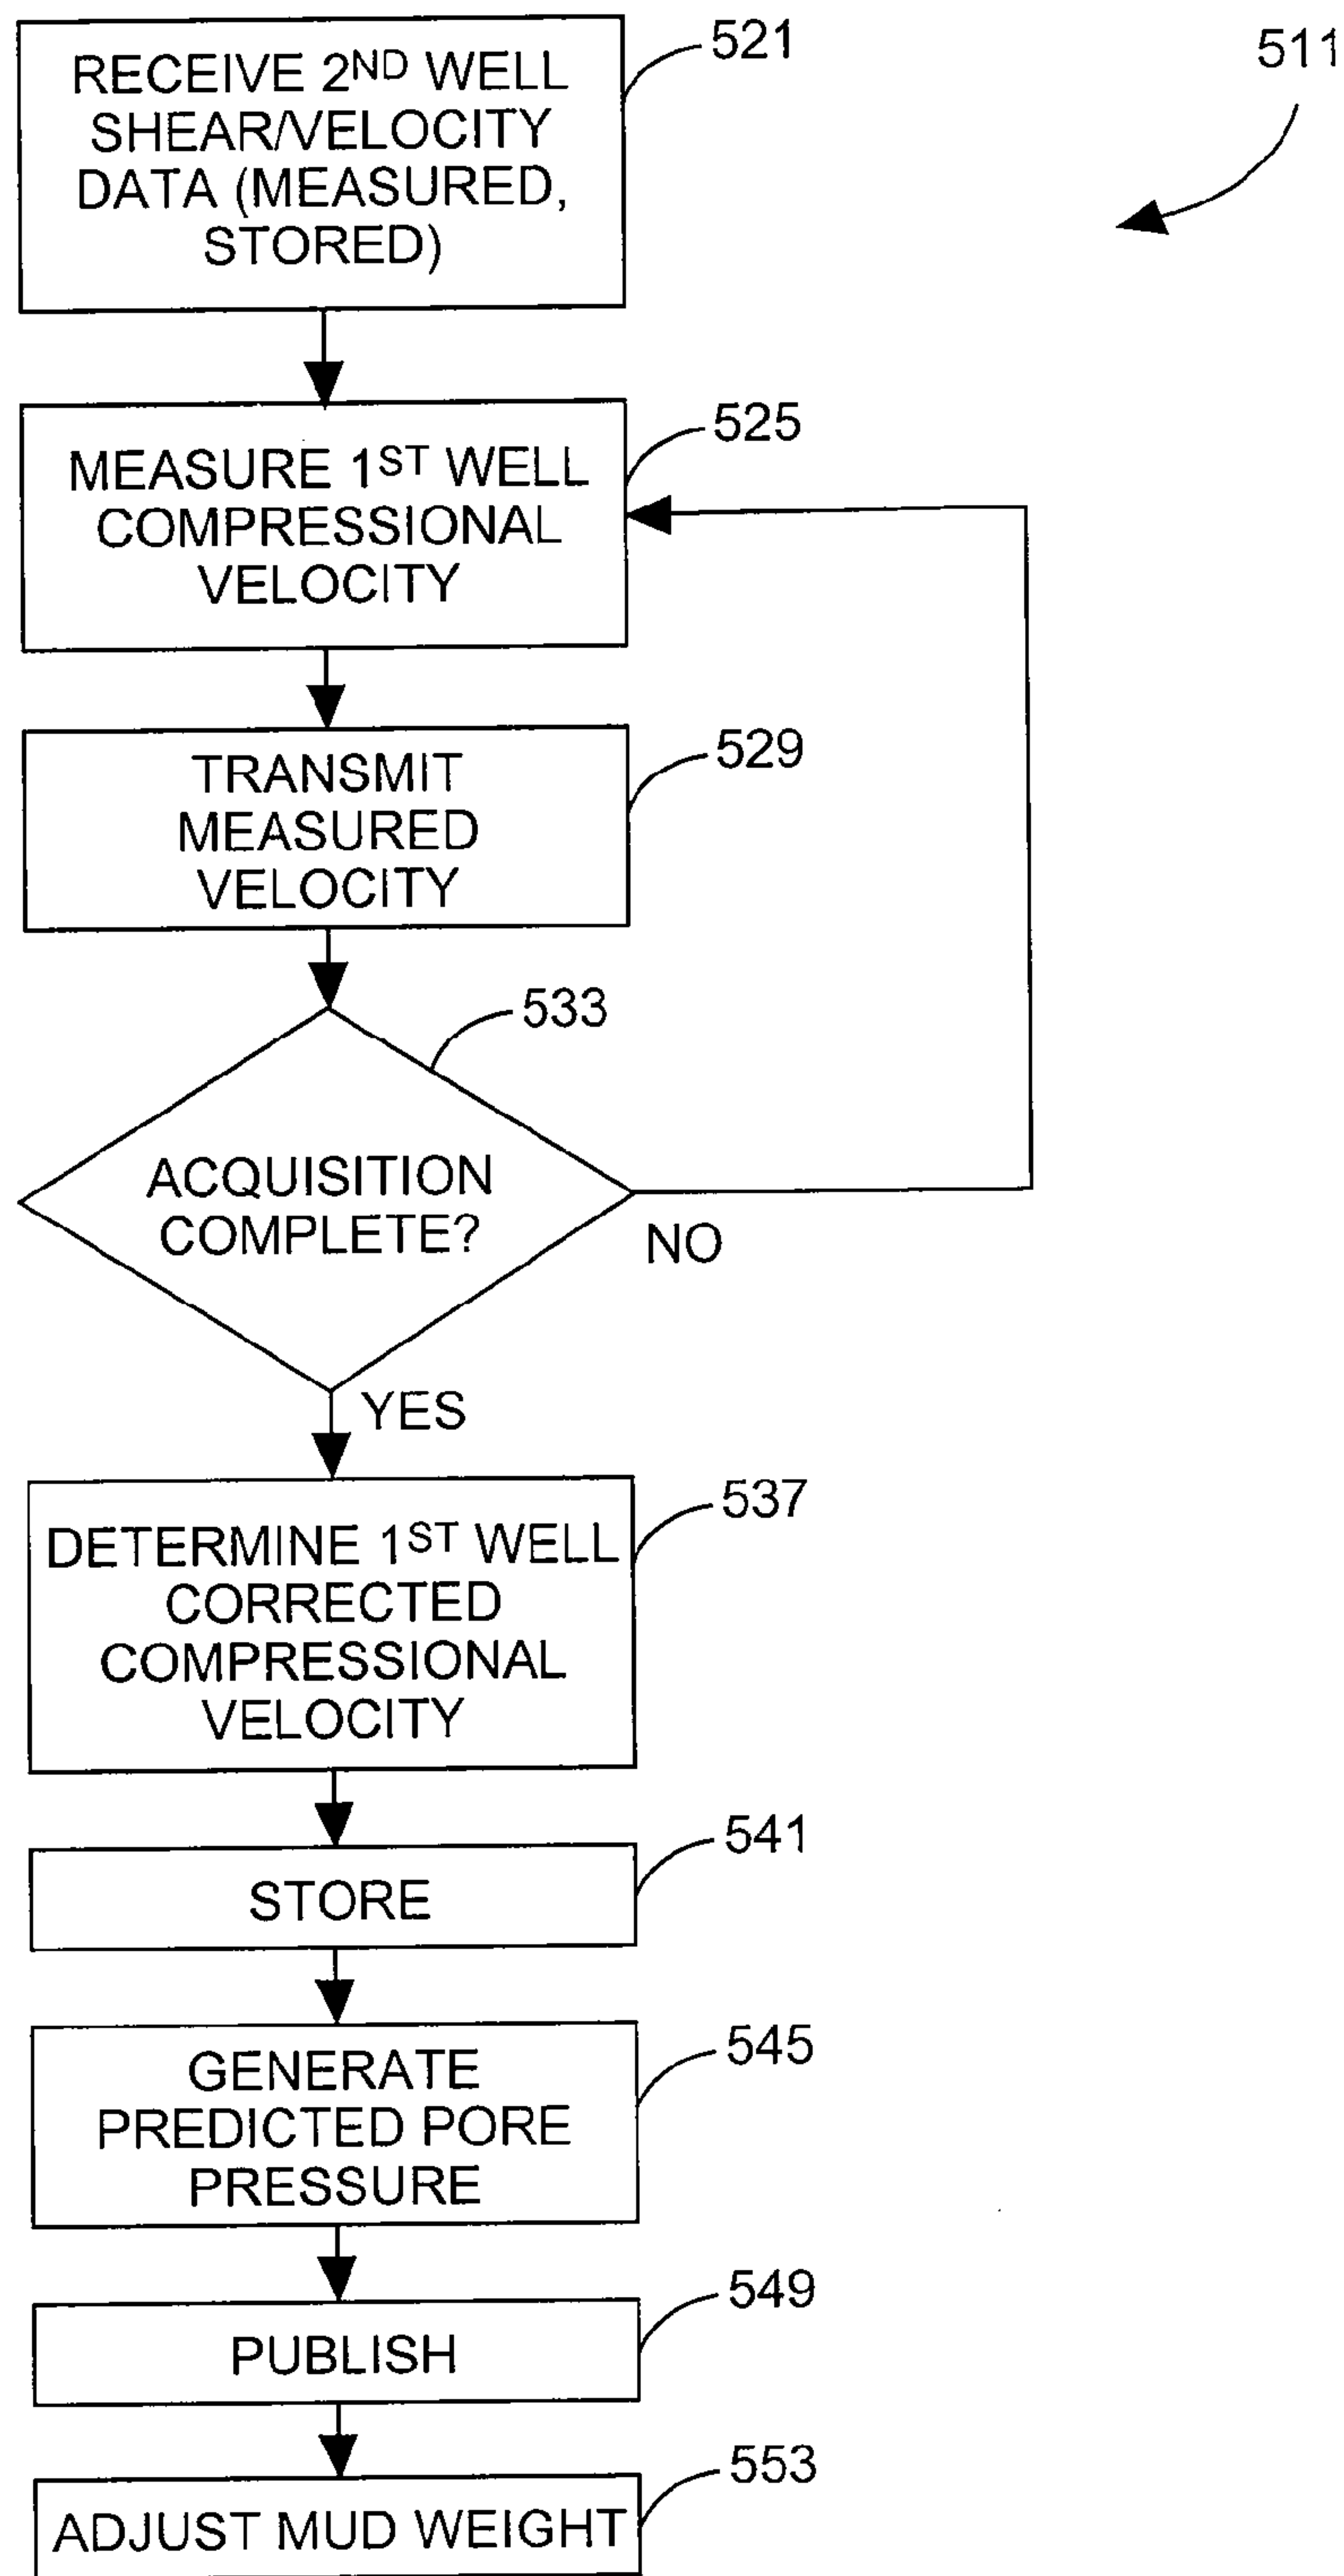 511
521
RECEIVE 2ND WELL
SHEAR/VELOCITY
DATA (MEASURED,
STORED)
525
MEASURE 1ST WELL
COMPRESSIONAL
VELOCITY
529
TRANSMIT
MEASURED
VELOCITY
533
ACQUISITION
COMPLETE?
NO
YES
537
DETERMINE 1ST WELL
CORRECTED
COMPRESSIONAL
VELOCITY
541
STORE
545
GENERATE
PREDICTED PORE
PRESSURE
549
PUBLISH
553
ADJUST MUD WEIGHT